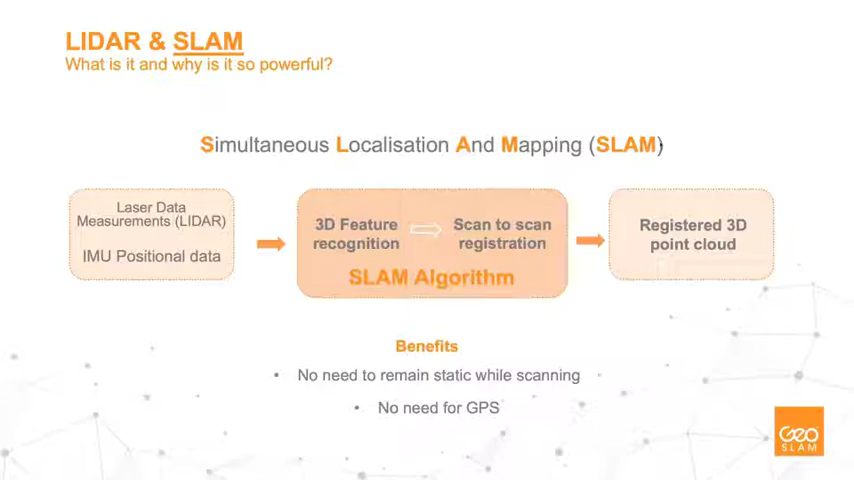 LIDAR & SLAM
What is it and why is it so powerful?
Simultaneous Localisation And Mapping (SLAM)
Laser Data
Measurements (LIDAR)
IMU Positional data
3D Feature
recognition
Scan to scan
registration
SLAM Algorithm
Registered 3D
point cloud
Benefits
• No need to remain static while scanning
• No need for GPS
Geo
SLAM